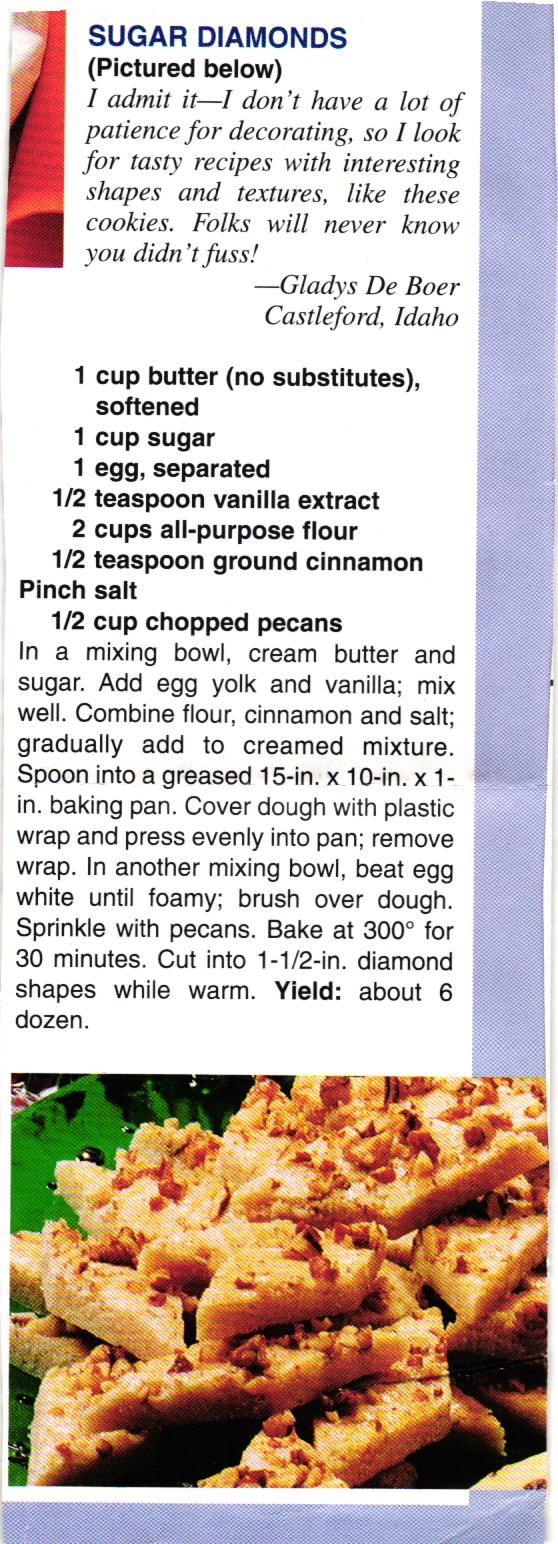 SUGAR DIAMONDS
(Pictured below)
I admit it—I don't have a lot of
patience for decorating, so I look
for tasty recipes with interesting
shapes and textures, like these
cookies. Folks will never know
you didn't fuss!
—Gladys De Boer
Castleford, Idaho
1 cup butter (no substitutes),
softened
1 cup sugar
1 egg, separated
1/2 teaspoon vanilla extract
2 cups all-purpose flour
1/2 teaspoon ground cinnamon
Pinch salt
1/2 cup chopped pecans
In a mixing bowl, cream butter and
sugar. Add egg yolk and vanilla; mix
well. Combine flour, cinnamon and salt;
gradually add to creamed mixture.
Spoon into a greased 15-in. x 10-in. x 1-
in. baking pan. Cover dough with plastic
wrap and press evenly into pan; remove
wrap. In another mixing bowl, beat egg
white until foamy; brush over dough.
Sprinkle with pecans. Bake at 300° for
30 minutes. Cut into 1-1/2-in. diamond
shapes while warm. Yield: about 6
dozen.